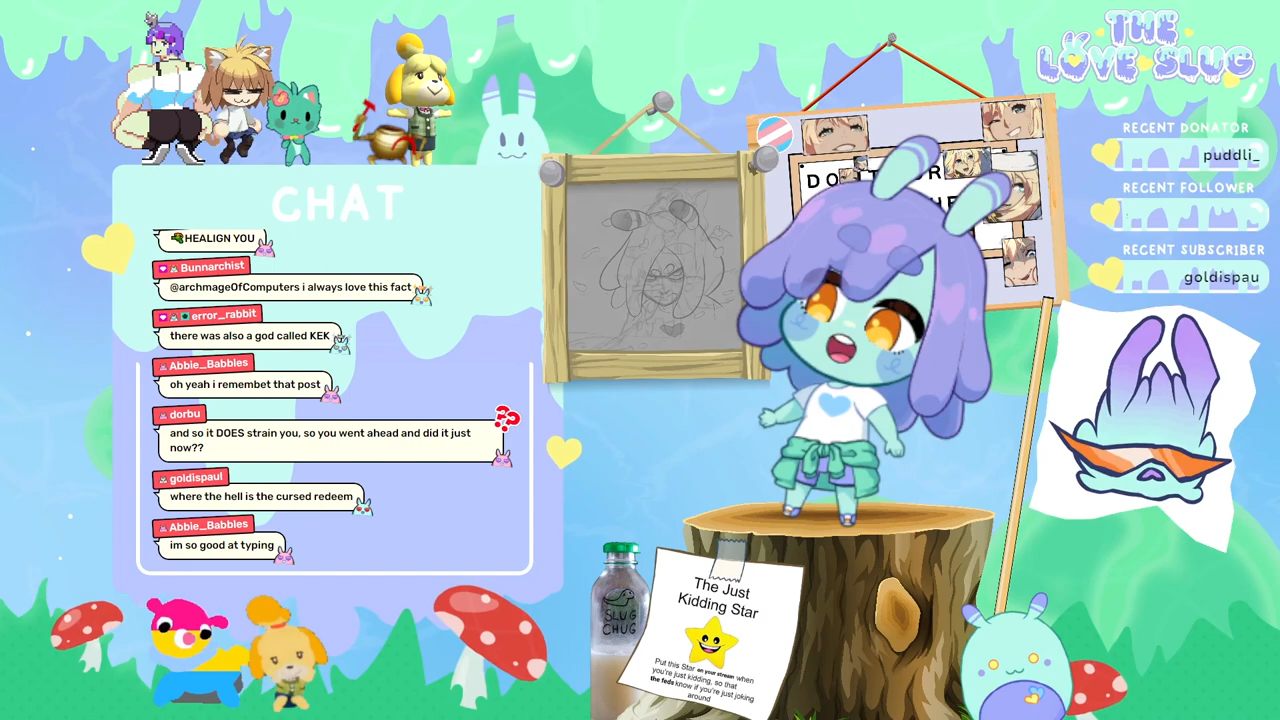 THE
LOVE SLUG
RECENT DONATOR
puddli_
RECENT FOLLOWER
RECENT SUBSCRIBER
goldispau
CHAT
HEALIGN YOU
Bunnarchist
@archmageOfComputers i always love this fact
error_rabbit
there was also a god called KEK
Abbie_Babbles
oh yeah i remembet that post
dorbu
??
and so it DOES strain you, so you went ahead and did it just
now??
goldispaul
where the hell is the cursed redeem
Abbie_Babbles
im so good at typing
SLUG
CHUG
The Just
Kidding Star
Put this Star on your stream when
you're just kidding, so that
the feds know if you're just joking
around